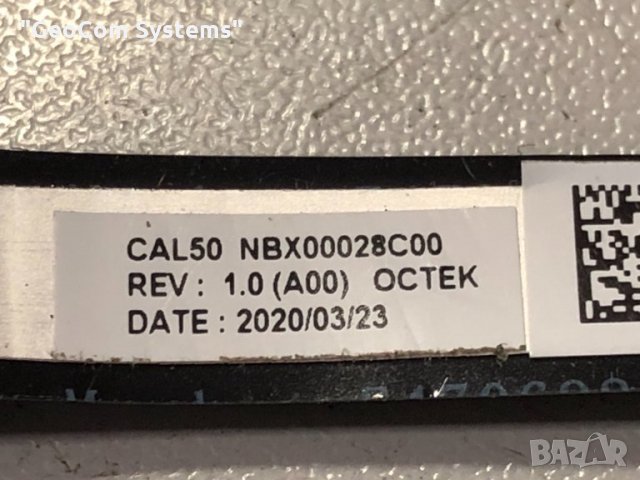 "GeoCom Systems"
CAL50 NBX00028C00
REV : 1.0 (A00) OCTEK
DATE : 2020/03/23
BAZAR